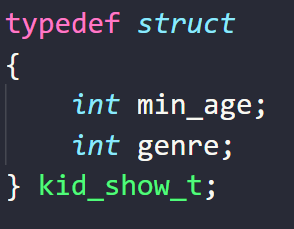 typedef struct
{
    int min_age;
    int genre;
} kid_show_t;